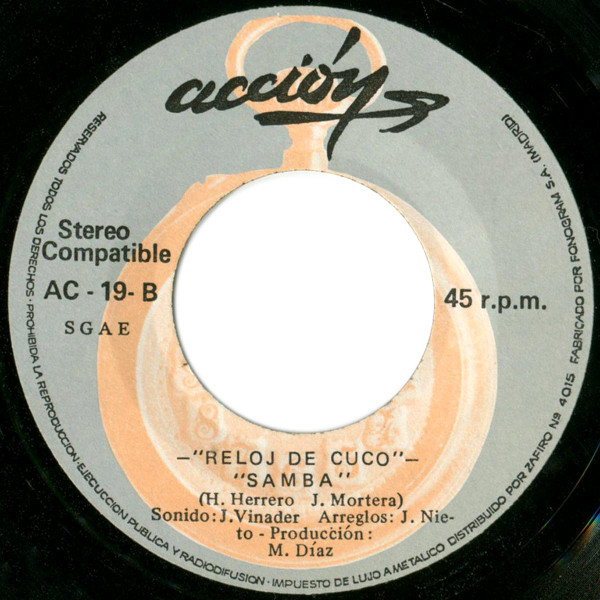 acción
Stereo
Compatible
AC - 19 - B
SGAE
45 r.p.m.
—"RELOJ DE CUCO"—
"SAMBA"
(H. Herrero J. Mortera)
Sonido: J. Vinader Arreglos: J. Nie-
to - Producción:
M. Díaz
RESERVADOS TODOS LOS DERECHOS · PROHIBIDA LA REPRODUCCION · EJECUCION PUBLICA Y RADIODIFUSION · IMPUESTO DE LUJO A METALICO DISTRIBUIDO POR ZAFIRO Nº 4015 FABRICADO POR FONOGRAM S.A. (MADRID)